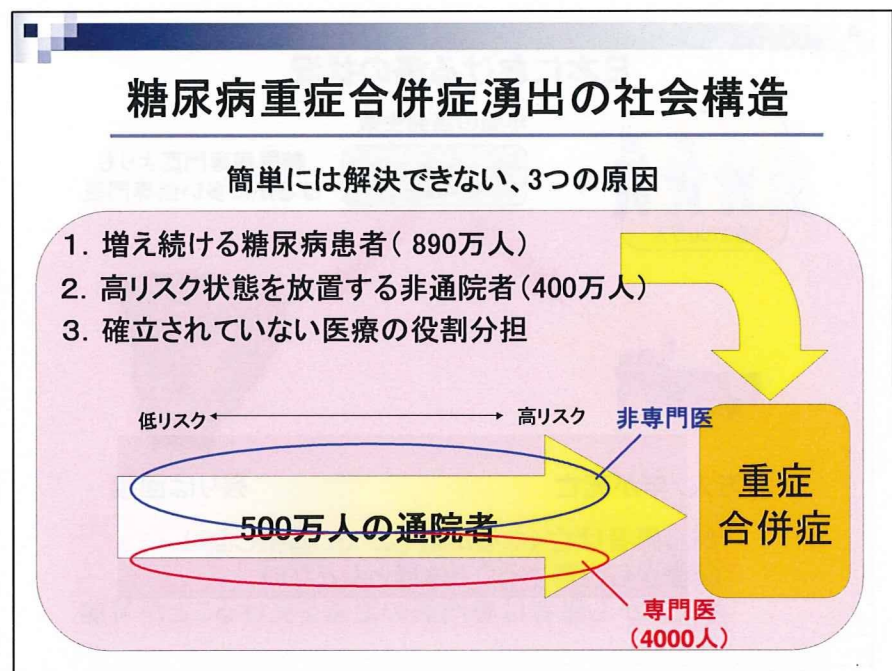 糖尿病重症合併症湧出の社会構造
簡単には解決できない、3つの原因
1. 増え続ける糖尿病患者( 890万人)
2. 高リスク状態を放置する非通院者(400万人)
3. 確立されていない医療の役割分担
低リスク
高リスク
非専門医
500万人の通院者
重症
合併症
専門医
(4000人)